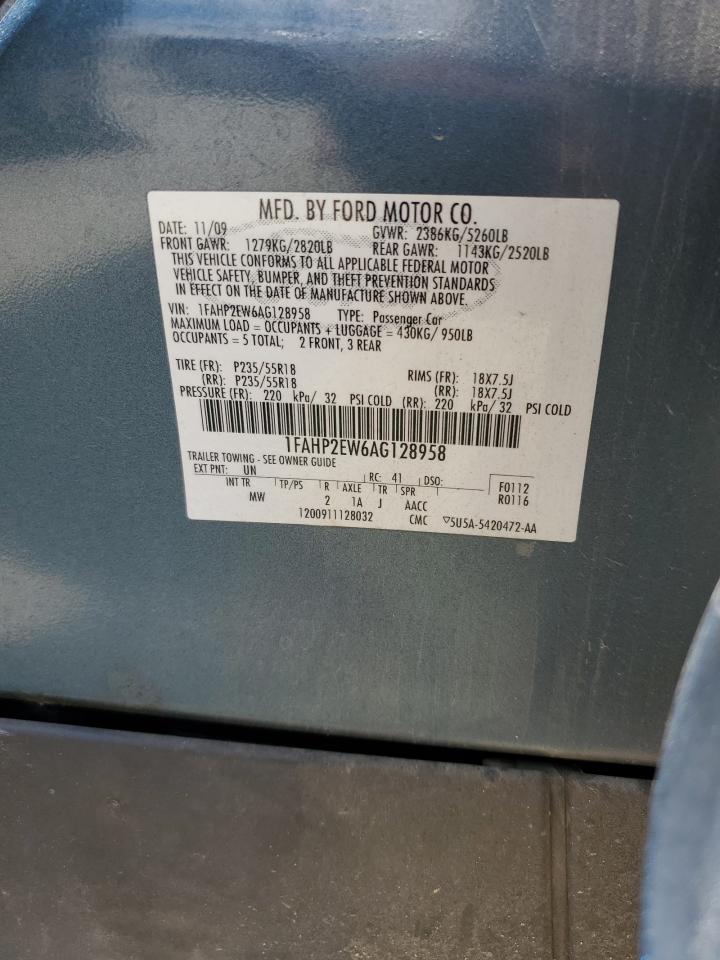 MFD. BY FORD MOTOR CO.
DATE: 11/09 GVWR: 2386KG/5260LB
FRONT GAWR: 1279KG/2820LB REAR GAWR: 1143KG/2520LB
THIS VEHICLE CONFORMS TO ALL APPLICABLE FEDERAL MOTOR
VEHICLE SAFETY, BUMPER, AND THEFT PREVENTION STANDARDS
IN EFFECT ON THE DATE OF MANUFACTURE SHOWN ABOVE.
VIN: 1FAHP2EW6AG128958 TYPE: Passenger Car
MAXIMUM LOAD = OCCUPANTS + LUGGAGE = 430KG/ 950LB
OCCUPANTS = 5 TOTAL; 2 FRONT, 3 REAR
TIRE (FR): P235/55R18 RIMS (FR): 18X7.5J
(RR): P235/55R18 (RR): 18X7.5J
PRESSURE (FR): 220 kPa/ 32 PSI COLD (RR): 220 kPa/ 32 PSI COLD
1FAHP2EW6AG128958
TRAILER TOWING - SEE OWNER GUIDE
EXT PNT: UN RC: 41 DSO: F0112
INT TR TP/PS R AXLE TR SPR R0116
MW 2 1A J AACC
1200911128032 CMC ▽5U5A-5420472-AA